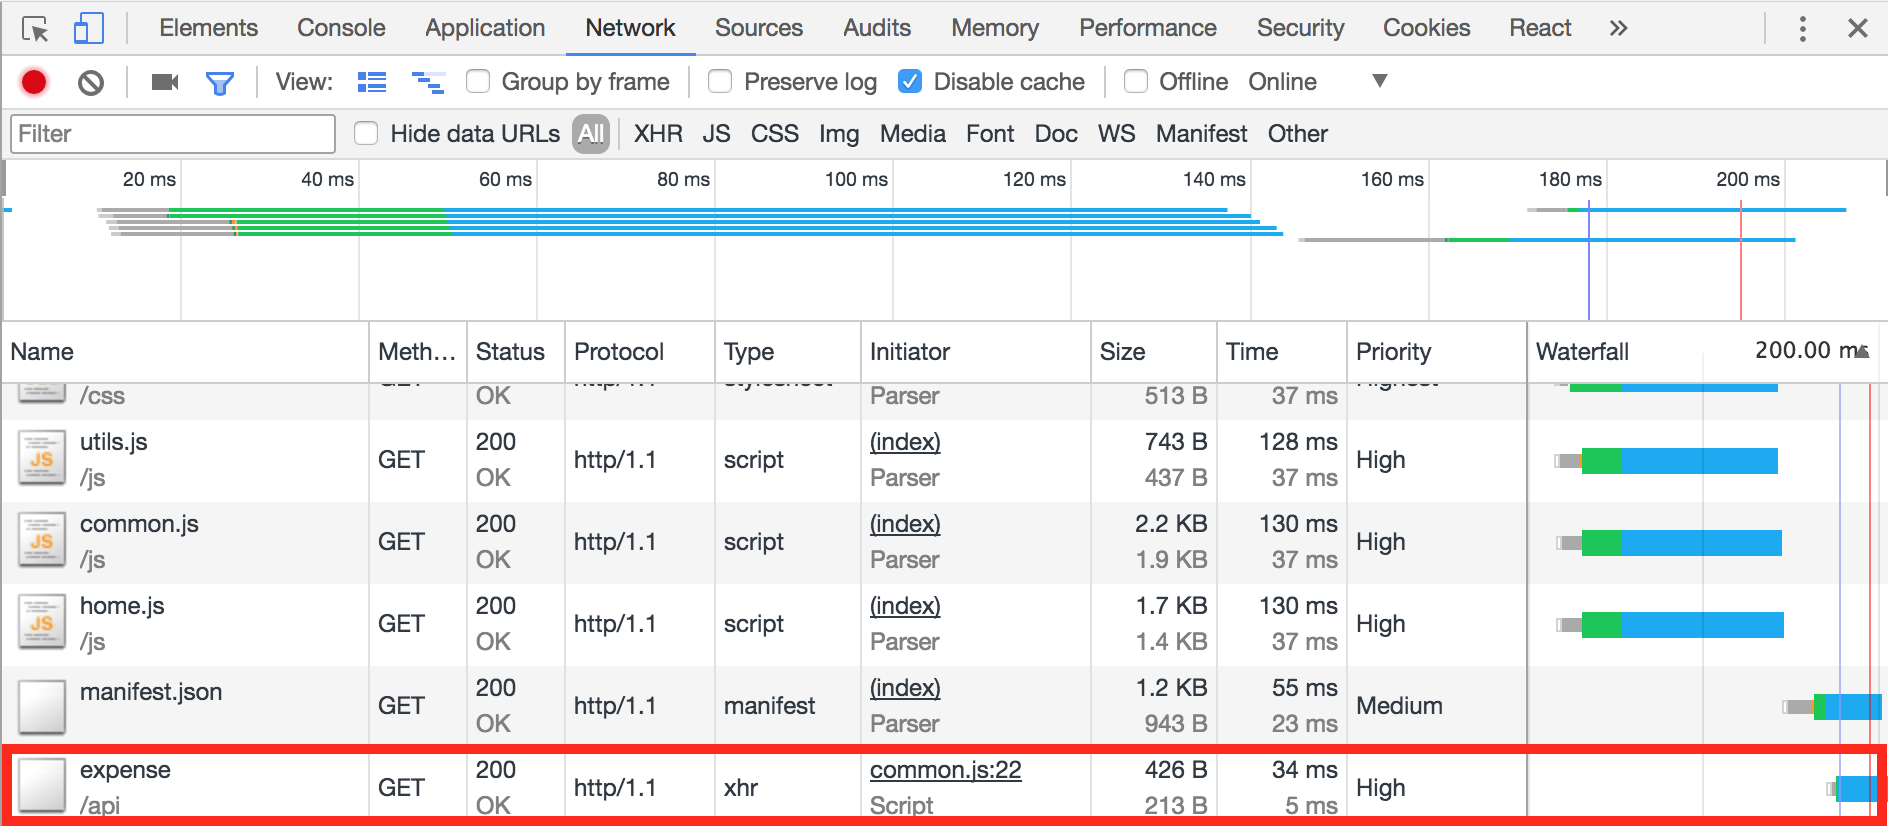 Elements Console Application Network Sources Audits Memory Performance Security Cookies React »
View: Group by frame Preserve log Disable cache Offline Online ▼
Filter Hide data URLs All XHR JS CSS Img Media Font Doc WS Manifest Other
20 ms 40 ms 60 ms 80 ms 100 ms 120 ms 140 ms 160 ms 180 ms 200 ms
Name Meth… Status Protocol Type Initiator Size Time Priority Waterfall 200.00 ms
GET http/1.1 stylesheet Highest
/css OK Parser 513 B 37 ms
utils.js 200 (index) 743 B 128 ms
JS GET http/1.1 script High
/js OK Parser 437 B 37 ms
common.js 200 (index) 2.2 KB 130 ms
JS GET http/1.1 script High
/js OK Parser 1.9 KB 37 ms
home.js 200 (index) 1.7 KB 130 ms
JS GET http/1.1 script High
/js OK Parser 1.4 KB 37 ms
manifest.json 200 (index) 1.2 KB 55 ms
GET http/1.1 manifest Medium
OK Parser 943 B 23 ms
expense 200 common.js:22 426 B 34 ms
GET http/1.1 xhr High
/api OK Script 213 B 5 ms